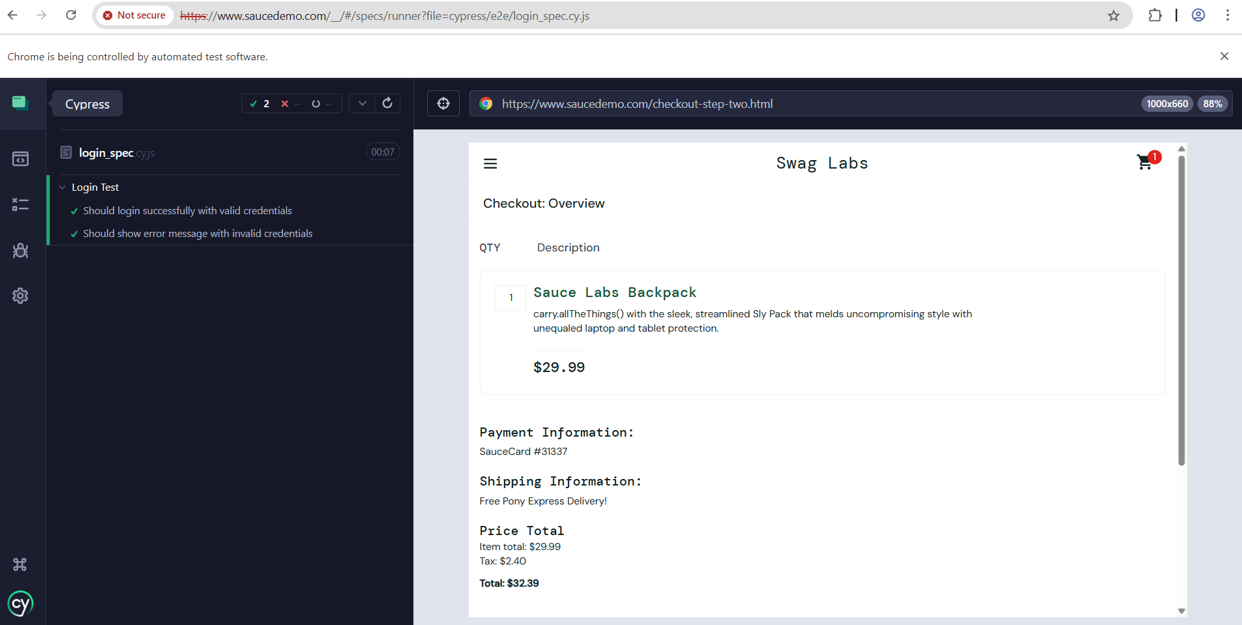 Not secure
https://www.saucedemo.com/__/#/specs/runner?file=cypress/e2e/login_spec.cy.js
Chrome is being controlled by automated test software.
Cypress
2 -- --
login_spec.cy.js
00:07
Login Test
Should login successfully with valid credentials
Should show error message with invalid credentials
cy
https://www.saucedemo.com/checkout-step-two.html
1000x660
88%
Swag Labs
1
Checkout: Overview
QTY Description
1
Sauce Labs Backpack
carry.allTheThings() with the sleek, streamlined Sly Pack that melds uncompromising style with
unequaled laptop and tablet protection.
$29.99
Payment Information:
SauceCard #31337
Shipping Information:
Free Pony Express Delivery!
Price Total
Item total: $29.99
Tax: $2.40
Total: $32.39